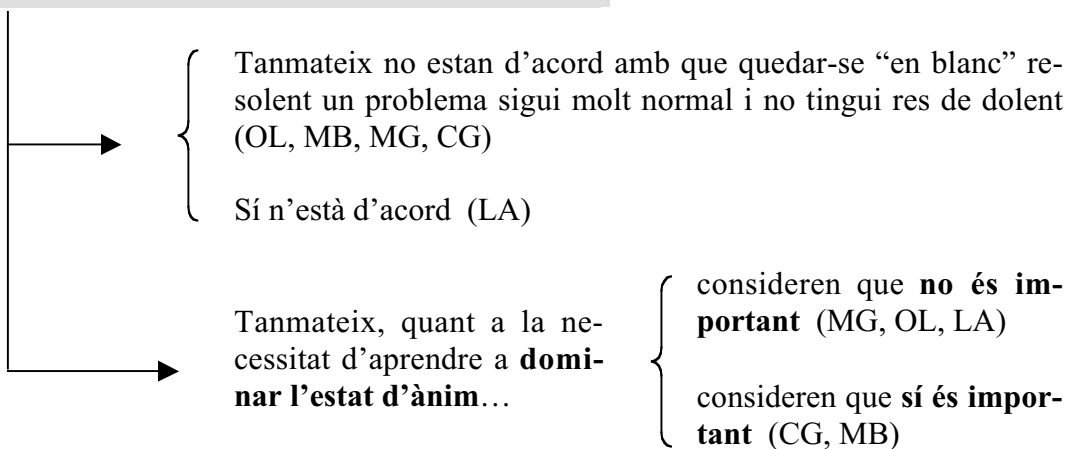 Tanmateix no estan d’acord amb que quedar-se “en blanc” re-
solent un problema sigui molt normal i no tingui res de dolent
(OL, MB, MG, CG)
Sí n’està d’acord (LA)
Tanmateix, quant a la ne-
cessitat d’aprendre a domi-
nar l’estat d’ànim…
consideren que no és im-
portant (MG, OL, LA)
consideren que sí és impor-
tant (CG, MB)